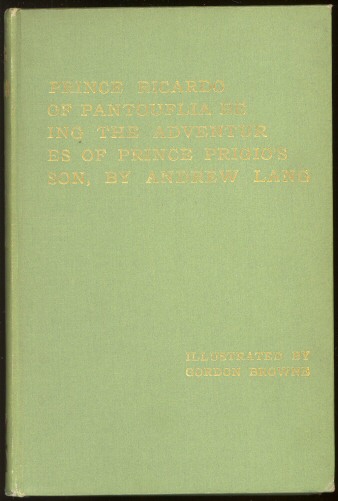 PRINCE RICARDO
OF PANTOUFLIA BE
ING THE ADVENTUR
ES OF PRINCE PRIGIO'S
SON, BY ANDREW LANG
ILLUSTRATED BY
GORDON BROWNE